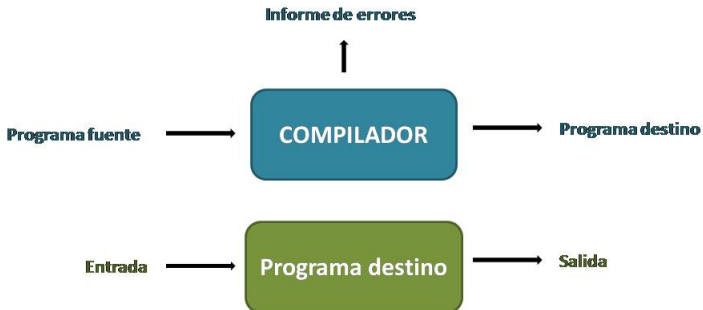 Informe de errores
Programa fuente
COMPILADOR
Programa destino
Entrada
Programa destino
Salida